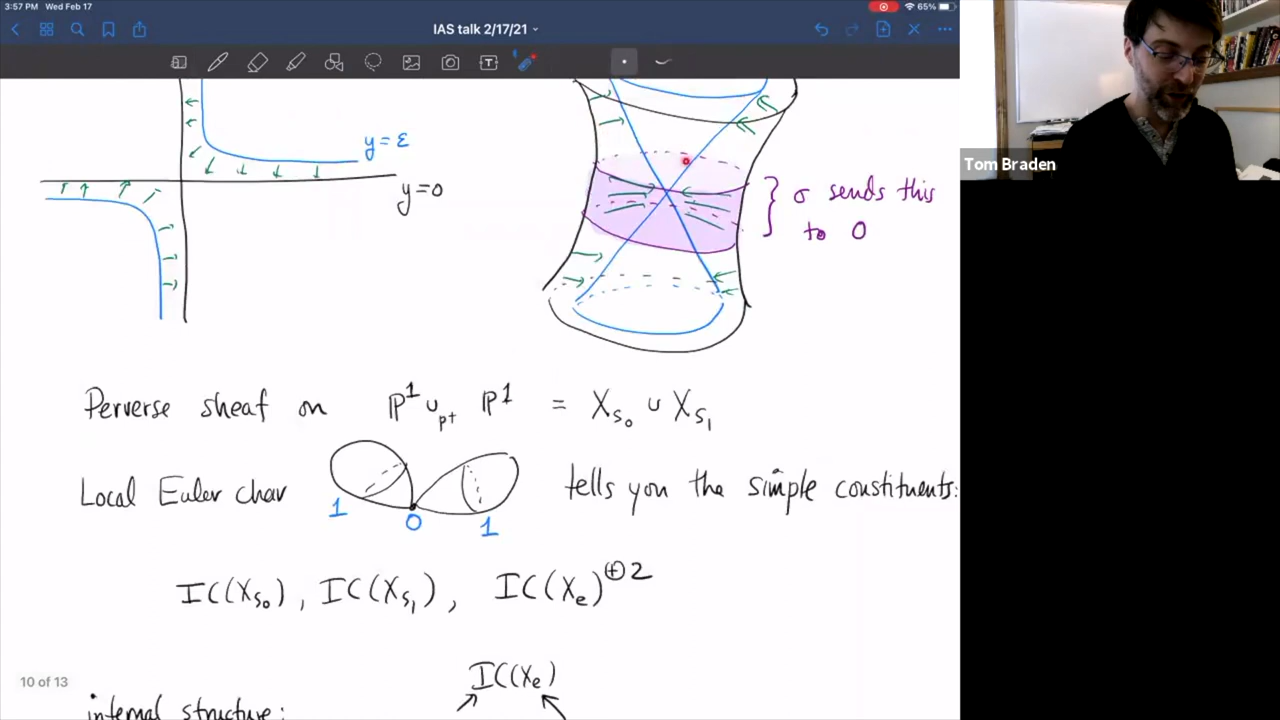 3:57 PM Wed Feb 17
65%
IAS talk 2/17/21
Tom Braden
y=ε
y=0
σ sends this
to 0
Perverse sheaf on ℙ¹ ∪ₚₜ ℙ¹ = X_{s₀} ∪ X_{s₁}
Local Euler char tells you the simple constituents:
1 0 1
IC(X_{s₀}), IC(X_{s₁}), IC(X_e)^{⊕2}
IC(X_e)
10 of 13
internal structure: